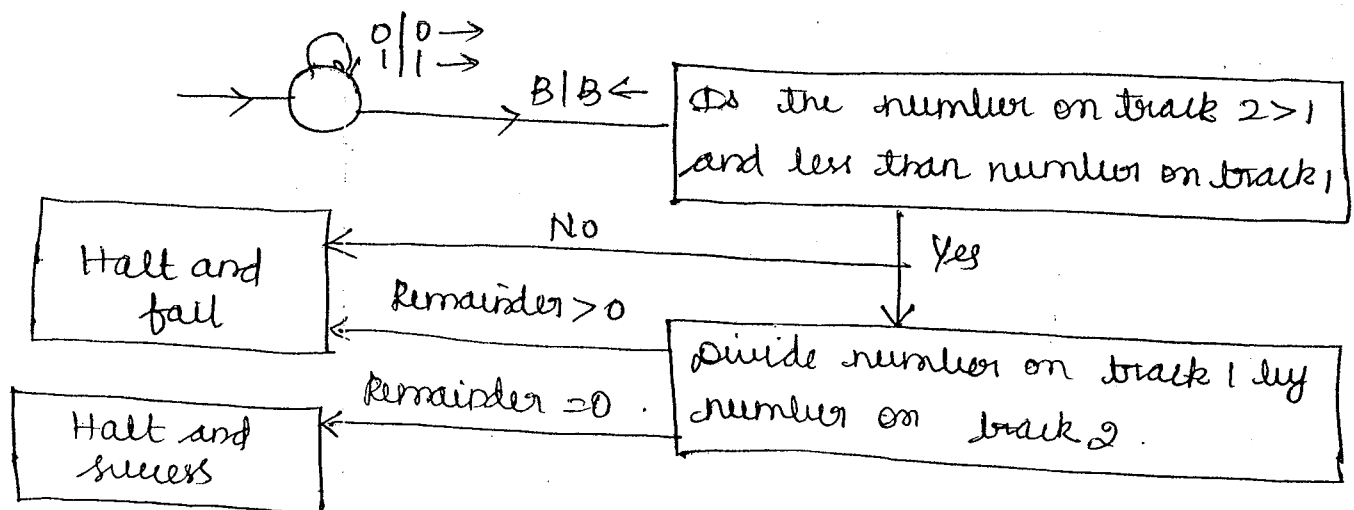 0|0→
1|1→
B|B←
Is the number on track 2>1
and less than number on track 1
No
Yes
Halt and
fail
Remainder>0
Divide number on track 1 by
number on track 2.
Remainder =0.
Halt and
success